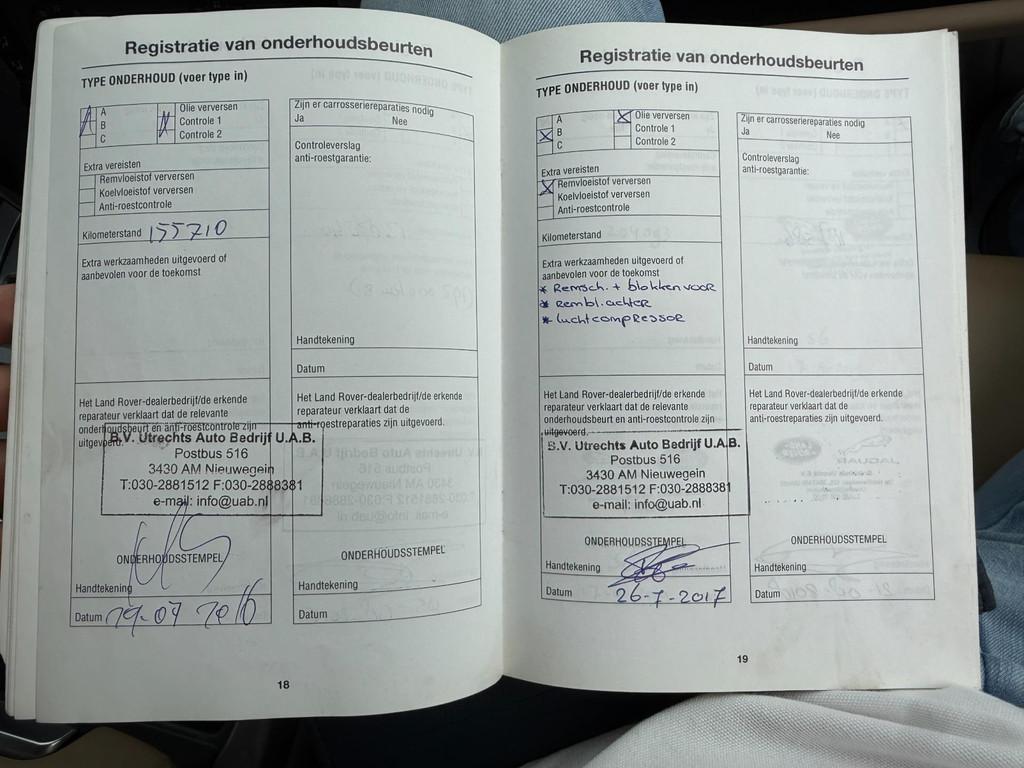 Registratie van onderhoudsbeurten
TYPE ONDERHOUD (voer type in)
A
B
C
Olie verversen
Controle 1
Controle 2
Extra vereisten
Remvloeistof verversen
Koelvloeistof verversen
Anti-roestcontrole
Kilometerstand 155710
Extra werkzaamheden uitgevoerd of
aanbevolen voor de toekomst
Het Land Rover-dealerbedrijf/de erkende
reparateur verklaart dat de relevante
onderhoudsbeurt en anti-roestcontrole zijn
uitgevoerd.
B.V. Utrechts Auto Bedrijf U.A.B.
Postbus 516
3430 AM Nieuwegein
T:030-2881512 F:030-2888381
e-mail: info@uab.nl
ONDERHOUDSSTEMPEL
Handtekening
Datum 19-07 2016
Zijn er carrosseriereparaties nodig
Ja Nee
Controleverslag
anti-roestgarantie:
Handtekening
Datum
Het Land Rover-dealerbedrijf/de erkende
reparateur verklaart dat de
anti-roestreparaties zijn uitgevoerd.
ONDERHOUDSSTEMPEL
Handtekening
Datum
18
Registratie van onderhoudsbeurten
TYPE ONDERHOUD (voer type in)
A
B
C
Olie verversen
Controle 1
Controle 2
Extra vereisten
Remvloeistof verversen
Koelvloeistof verversen
Anti-roestcontrole
Kilometerstand
Extra werkzaamheden uitgevoerd of
aanbevolen voor de toekomst
* Remsch. + blokken voor
* rembl. achter
* luchtcompressor
Het Land Rover-dealerbedrijf/de erkende
reparateur verklaart dat de relevante
onderhoudsbeurt en anti-roestcontrole zijn
uitgevoerd.
B.V. Utrechts Auto Bedrijf U.A.B.
Postbus 516
3430 AM Nieuwegein
T:030-2881512 F:030-2888381
e-mail: info@uab.nl
ONDERHOUDSSTEMPEL
Handtekening
Datum 26-7-2017
Zijn er carrosseriereparaties nodig
Ja Nee
Controleverslag
anti-roestgarantie:
Handtekening
Datum
Het Land Rover-dealerbedrijf/de erkende
reparateur verklaart dat de
anti-roestreparaties zijn uitgevoerd.
ONDERHOUDSSTEMPEL
Handtekening
Datum
19